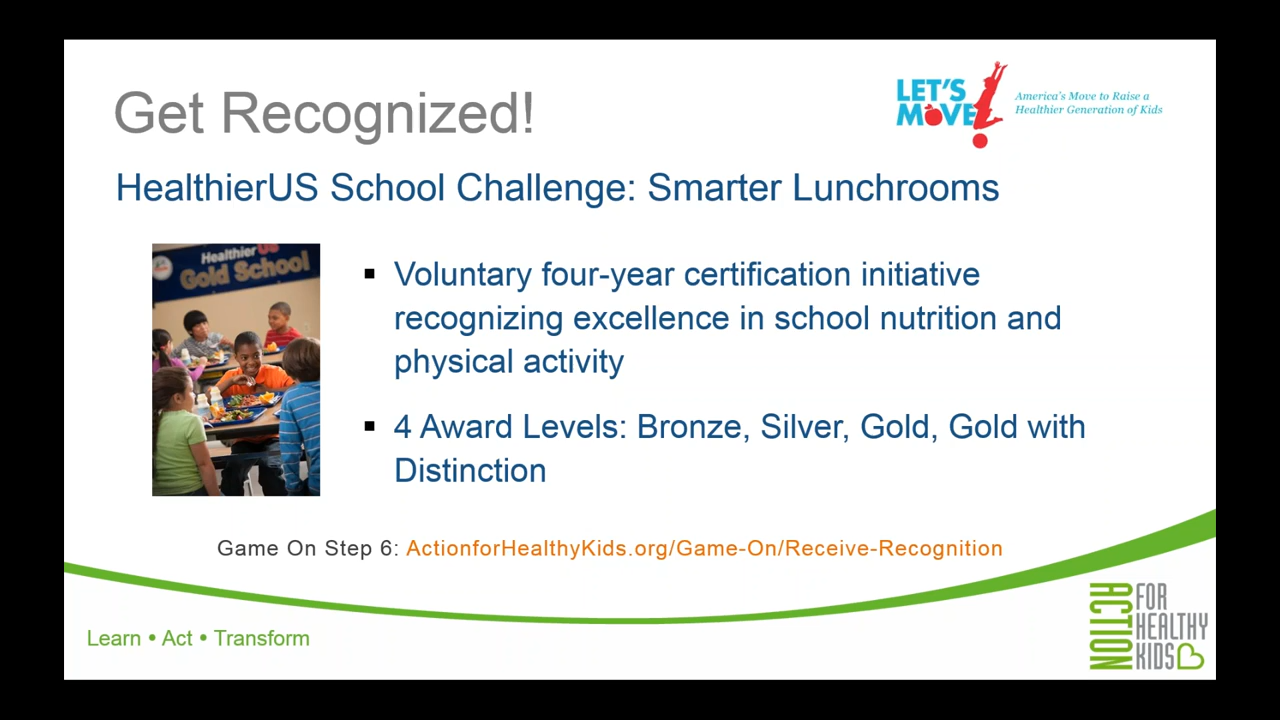 Get Recognized!
LET'S
MOVE!
America's Move to Raise a
Healthier Generation of Kids
HealthierUS School Challenge: Smarter Lunchrooms
HealthierUS
Gold School
▪ Voluntary four-year certification initiative
recognizing excellence in school nutrition and
physical activity
▪ 4 Award Levels: Bronze, Silver, Gold, Gold with
Distinction
Game On Step 6: ActionforHealthyKids.org/Game-On/Receive-Recognition
Learn • Act • Transform
ACTION
FOR
HEALTHY
KIDS